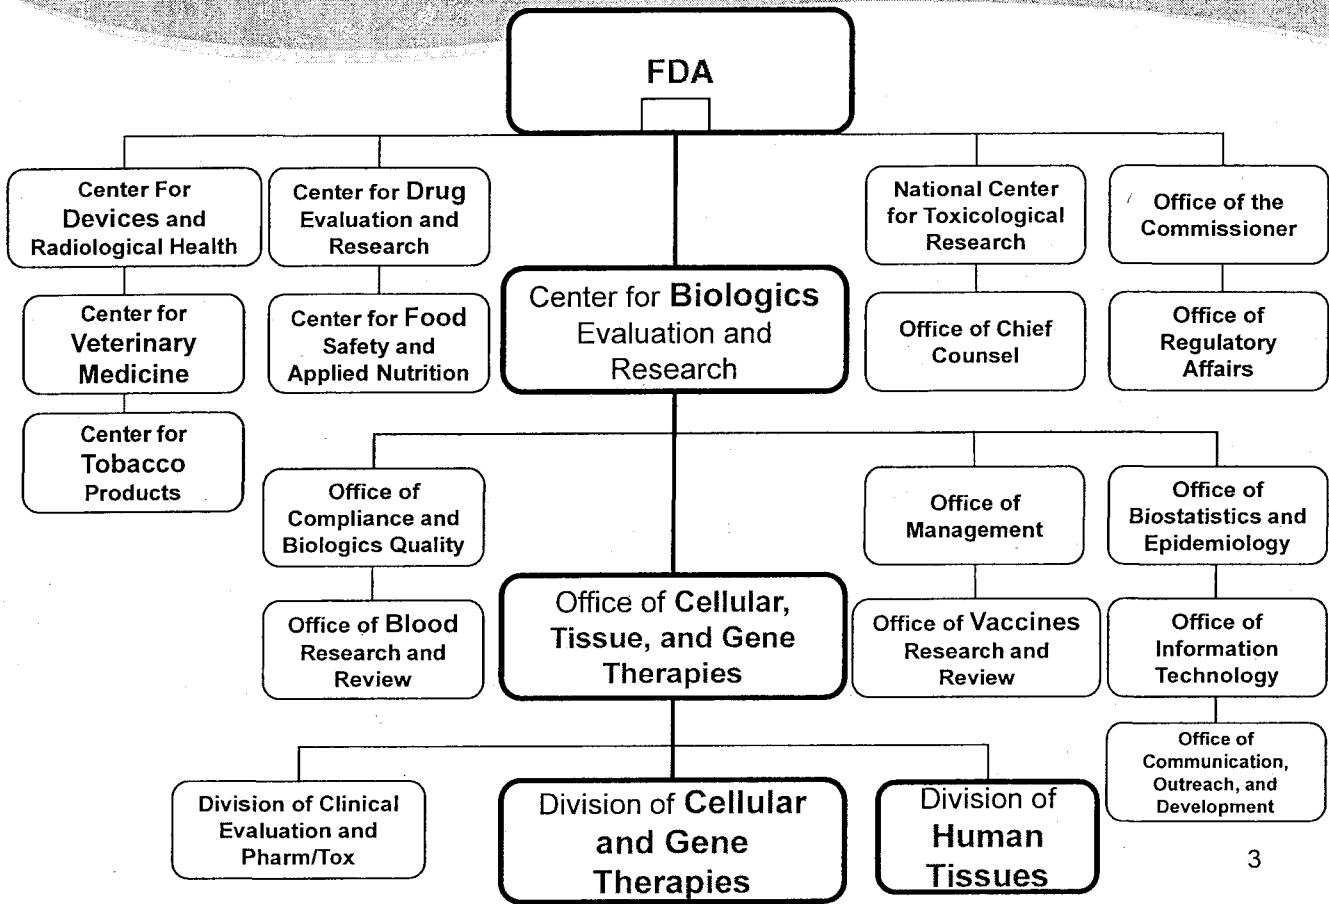 FDA
Center For
Devices and
Radiological Health
Center for Drug
Evaluation and
Research
National Center
for Toxicological
Research
Office of the
Commissioner
Center for
Veterinary
Medicine
Center for Food
Safety and
Applied Nutrition
Center for Biologics
Evaluation and
Research
Office of Chief
Counsel
Office of
Regulatory
Affairs
Center for
Tobacco
Products
Office of
Compliance and
Biologics Quality
Office of
Management
Office of
Biostatistics and
Epidemiology
Office of Blood
Research and
Review
Office of Cellular,
Tissue, and Gene
Therapies
Office of Vaccines
Research and
Review
Office of
Information
Technology
Office of
Communication,
Outreach, and
Development
Division of Clinical
Evaluation and
Pharm/Tox
Division of Cellular
and Gene
Therapies
Division of
Human
Tissues
3